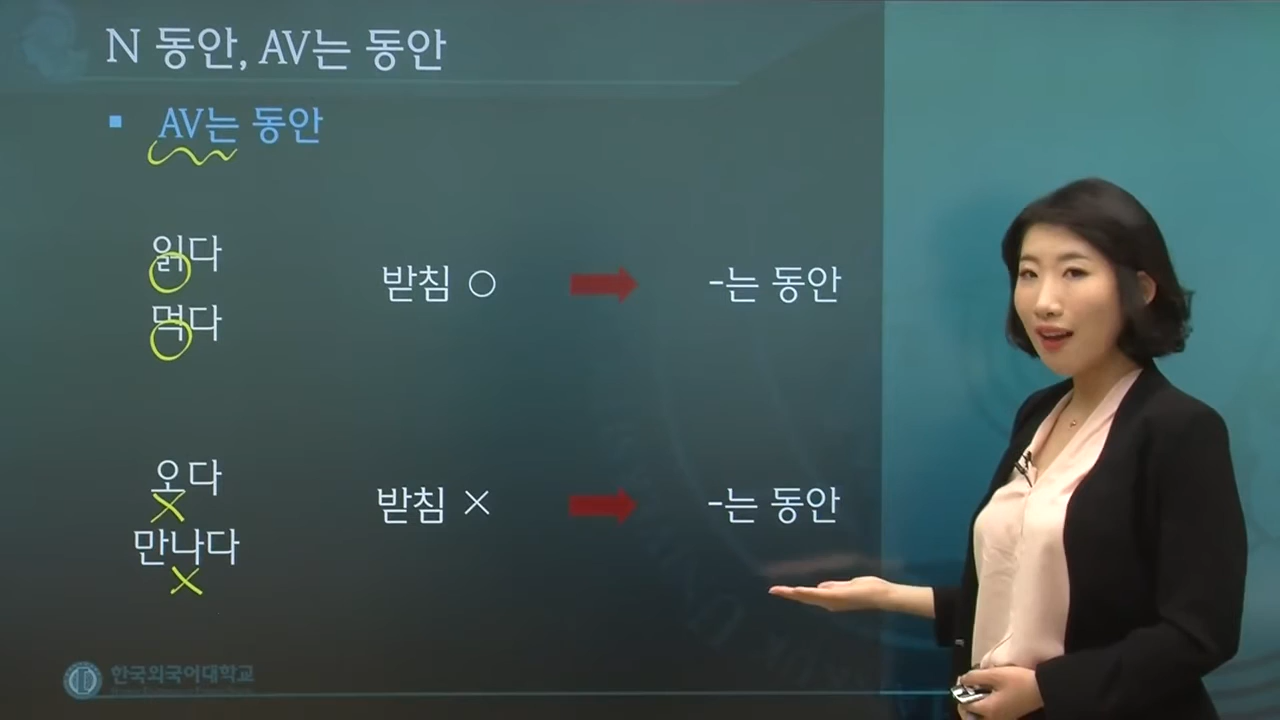 N 동안, AV는 동안
▪ AV는 동안
읽다
먹다
받침 ○ -는 동안
오다
만나다
받침 × -는 동안
한국외국어대학교